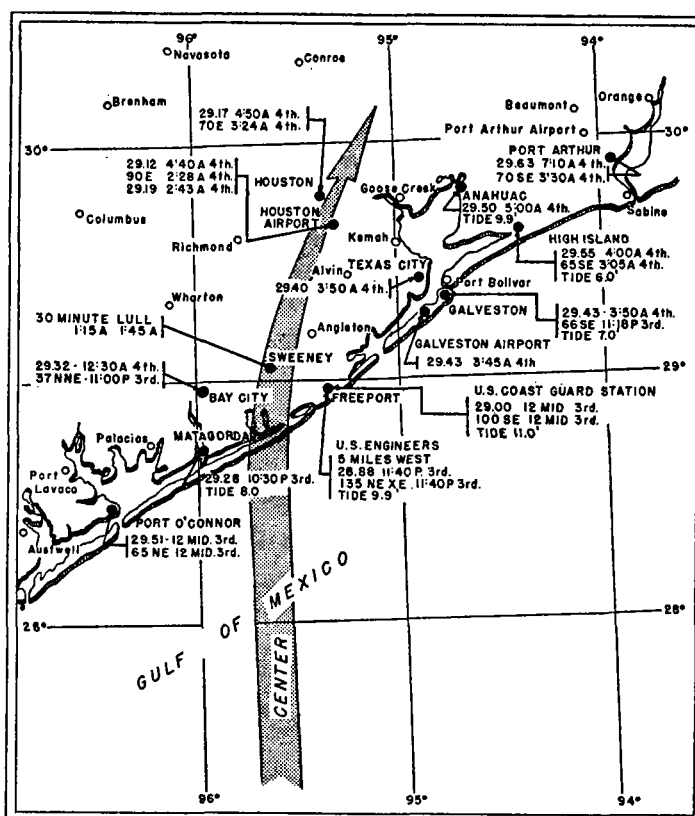 96°
95°
94°
Navasota
Conroe
Brenham
29.17 4:50A 4th.
70E 3:24A 4th.
Beaumont
Orange
Port Arthur Airport
30°
30°
PORT ARTHUR
29.63 7:10A 4th.
70 SE 3:30A 4th.
29.12 4:40A 4th.
90E 2:28A 4th.
29.19 2:43A 4th.
HOUSTON
HOUSTON
AIRPORT
Goose Creek
ANAHUAC
29.50 5:00A 4th.
TIDE 9.9'
Sabine
Columbus
Richmond
Kemah
HIGH ISLAND
29.55 4:00A 4th.
65SE 3:05A 4th.
TIDE 6.0'
Alvin
TEXAS CITY
29.40 3:50A 4th.
Port Bolivar
Wharton
30 MINUTE LULL
1:15A 1:45A
Angleton
GALVESTON
29.43-3:50A 4th.
66SE 11:18P 3rd.
TIDE 7.0'
GALVESTON AIRPORT
29.43 3:45A 4th
SWEENEY
29.32-12:30A 4th.
37NNE-11:00P 3rd.
BAY CITY
29°
FREEPORT
U.S. COAST GUARD STATION
29.00 12 MID 3rd.
100 SE 12 MID 3rd.
TIDE 11.0'
Palacios
MATAGORDA
29.26 10:30P 3rd
TIDE 8.0
U.S. ENGINEERS
5 MILES WEST
28.88 11:40P. 3rd.
135 NE XE. 11:40P 3rd.
TIDE 9.9'
Port
Lavaca
PORT O'CONNOR
29.51-12 MID. 3rd.
65 NE 12 MID. 3rd.
Austwell
28°
28°
GULF OF MEXICO
CENTER
96°
95°
94°